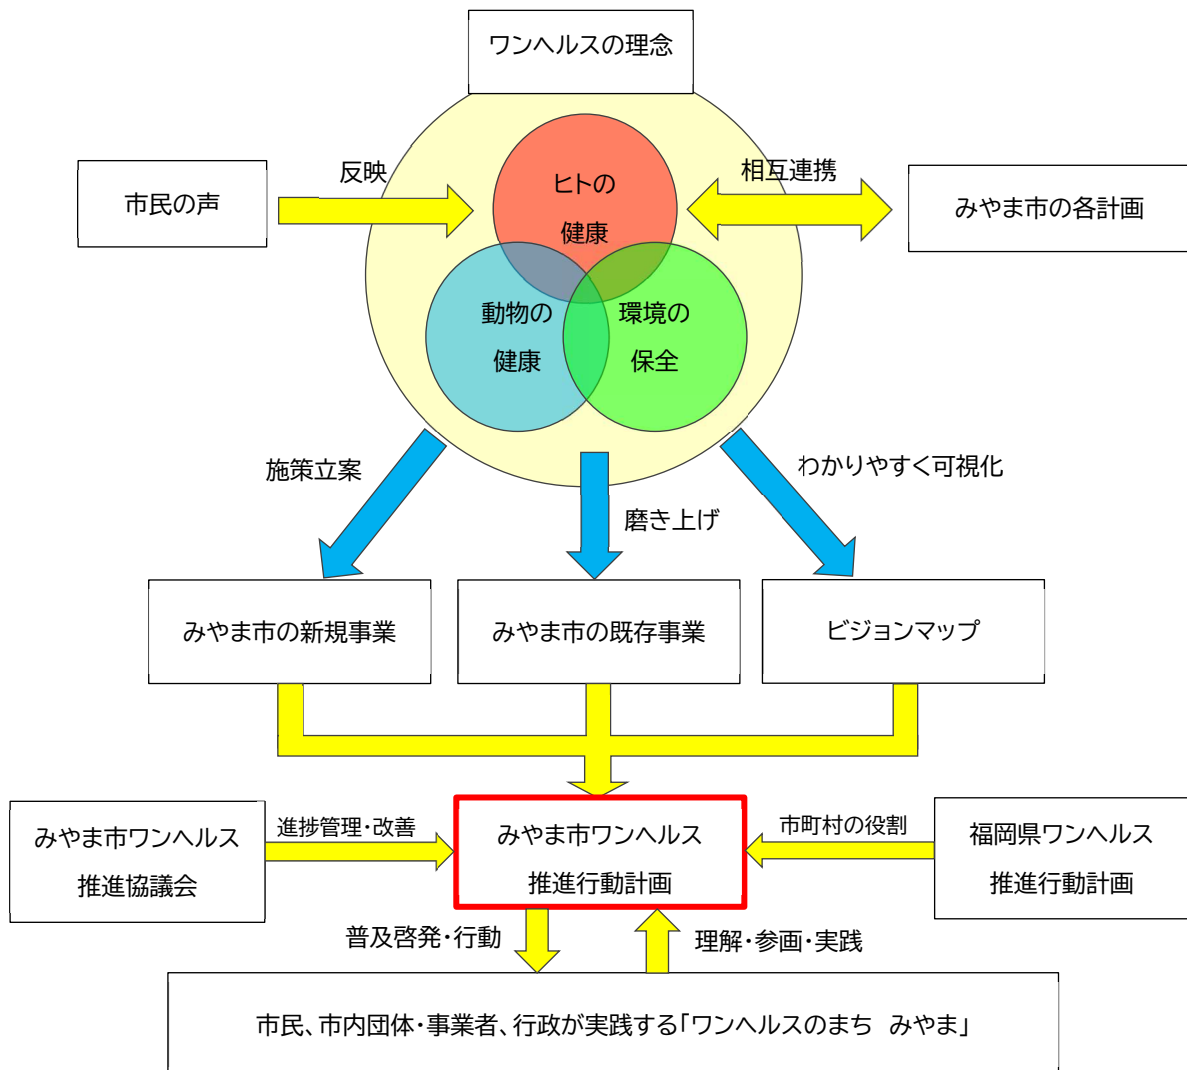 ワンヘルスの理念
反映
相互連携
市民の声
ヒトの
健康
みやま市の各計画
動物の
健康
環境の
保全
施策立案
磨き上げ
わかりやすく可視化
みやま市の新規事業
みやま市の既存事業
ビジョンマップ
みやま市ワンヘルス
推進協議会
進捗管理・改善
みやま市ワンヘルス
推進行動計画
市町村の役割
福岡県ワンヘルス
推進行動計画
普及啓発・行動
理解・参画・実践
市民、市内団体・事業者、行政が実践する「ワンヘルスのまち　みやま」